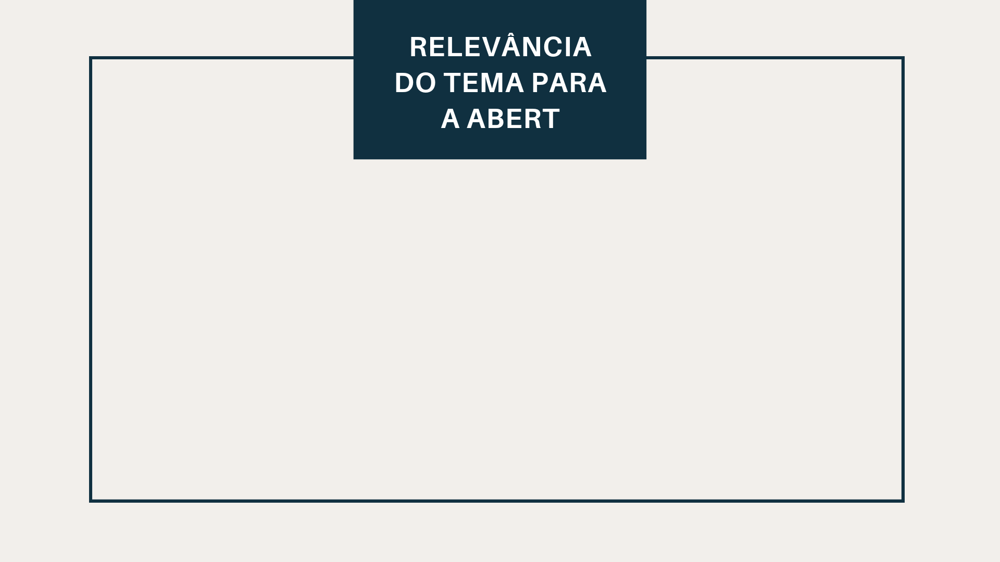 RELEVÂNCIA
DO TEMA PARA
A ABERT